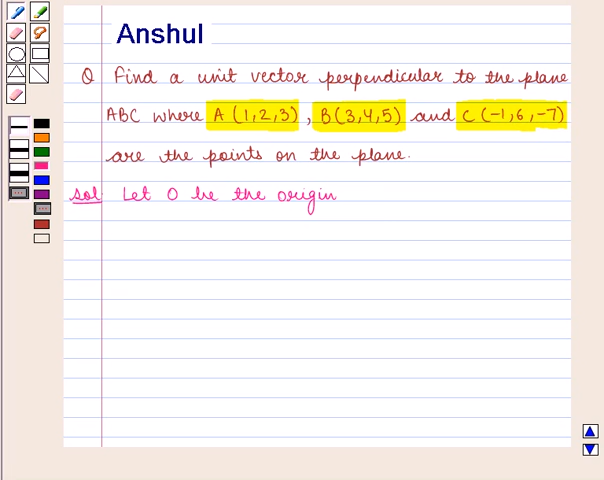 Anshul
Q Find a unit vector perpendicular to the plane
ABC where A (1,2,3) , B(3,4,5) and C (-1,6,-7)
are the points on the plane.
Sol. Let O be the origin